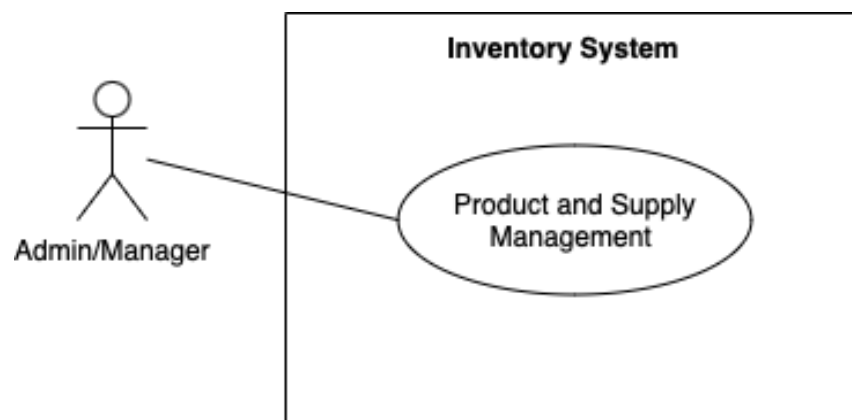 Inventory System
Product and Supply
Management
Admin/Manager